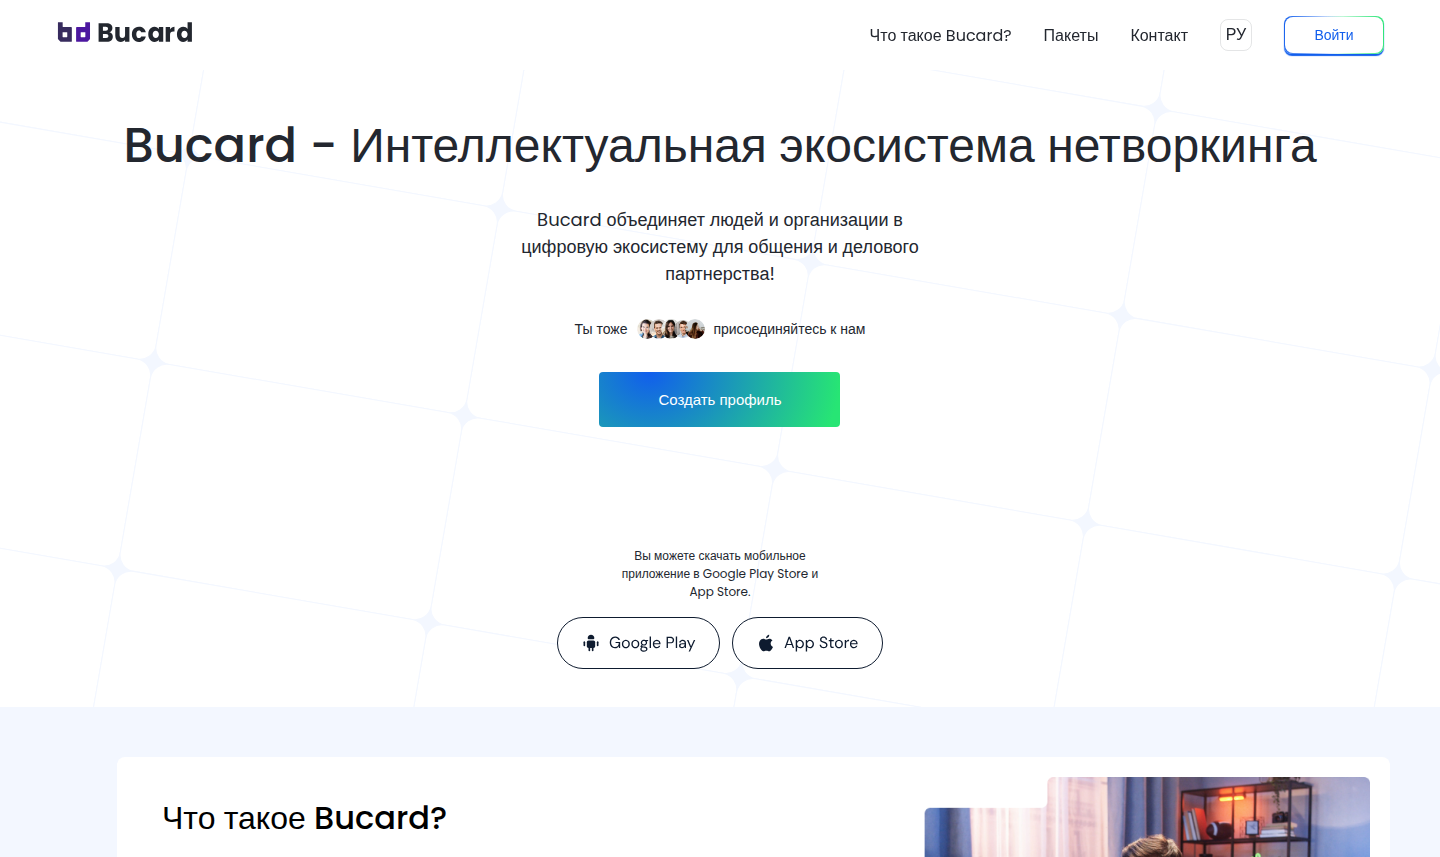 bd Bucard
Что такое Bucard?
Пакеты
Контакт
РУ
Войти
Bucard - Интеллектуальная экосистема нетворкинга
Bucard объединяет людей и организации в
цифровую экосистему для общения и делового
партнерства!
Ты тоже присоединяйтесь к нам
Создать профиль
Вы можете скачать мобильное
приложение в Google Play Store и
App Store.
Google Play
App Store
Что такое Bucard?